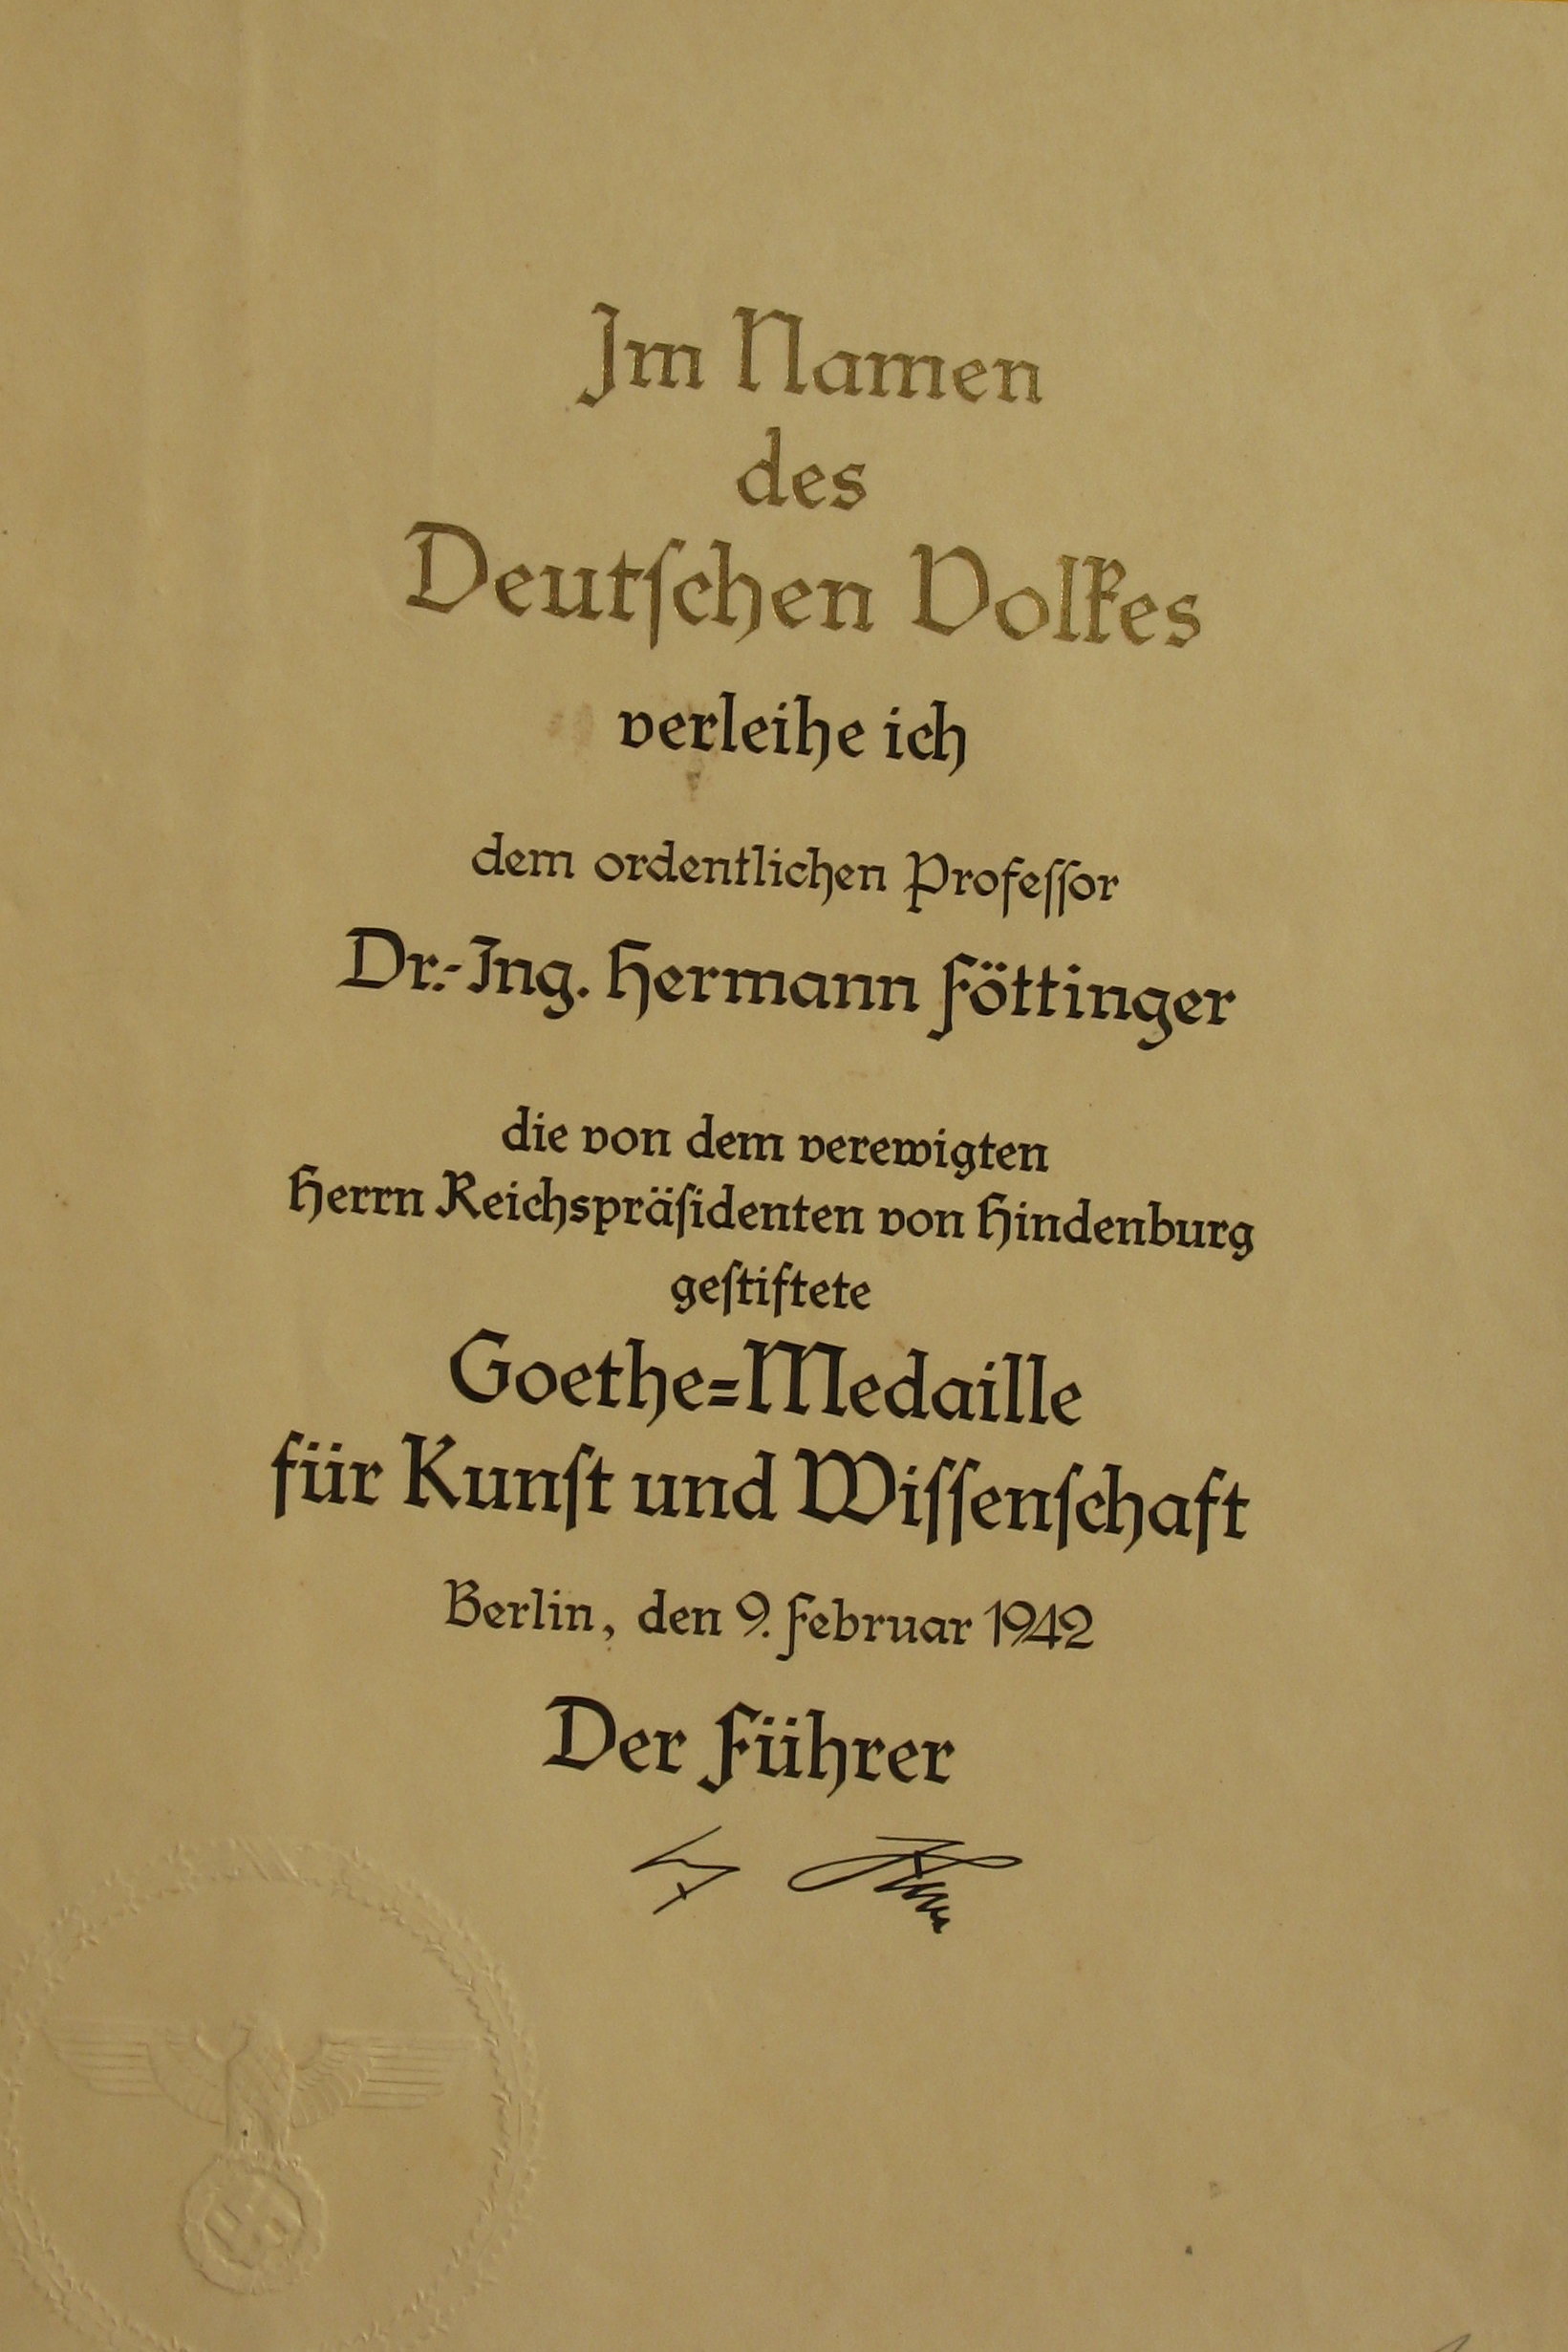 Im Namen
des
Deutſchen Volkes
verleihe ich
dem ordentlichen Profeſſor
Dr.-Ing. Hermann Föttinger
die von dem verewigten
Herrn Reichspräſidenten von Hindenburg
geſtiftete
Goethe=Medaille
für Kunſt und Wiſſenſchaft
Berlin, den 9. Februar 1942
Der Führer